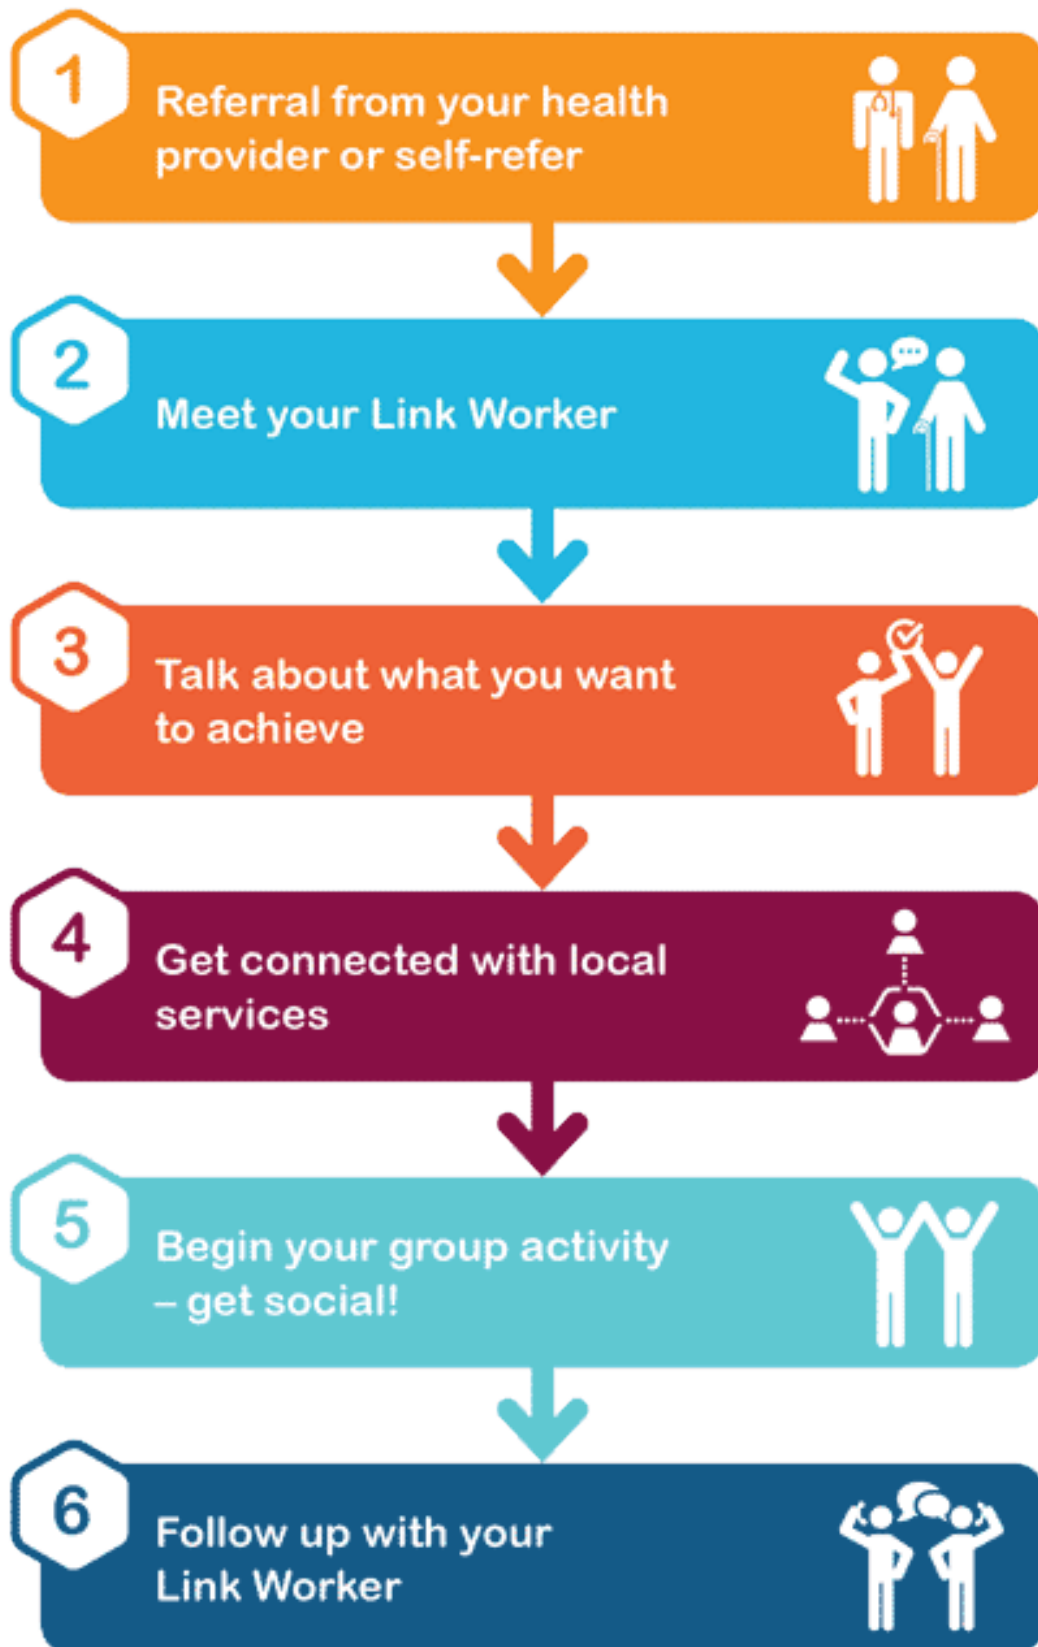 1
Referral from your health
provider or self-refer
2
Meet your Link Worker
3
Talk about what you want
to achieve
4
Get connected with local
services
5
Begin your group activity
– get social!
6
Follow up with your
Link Worker